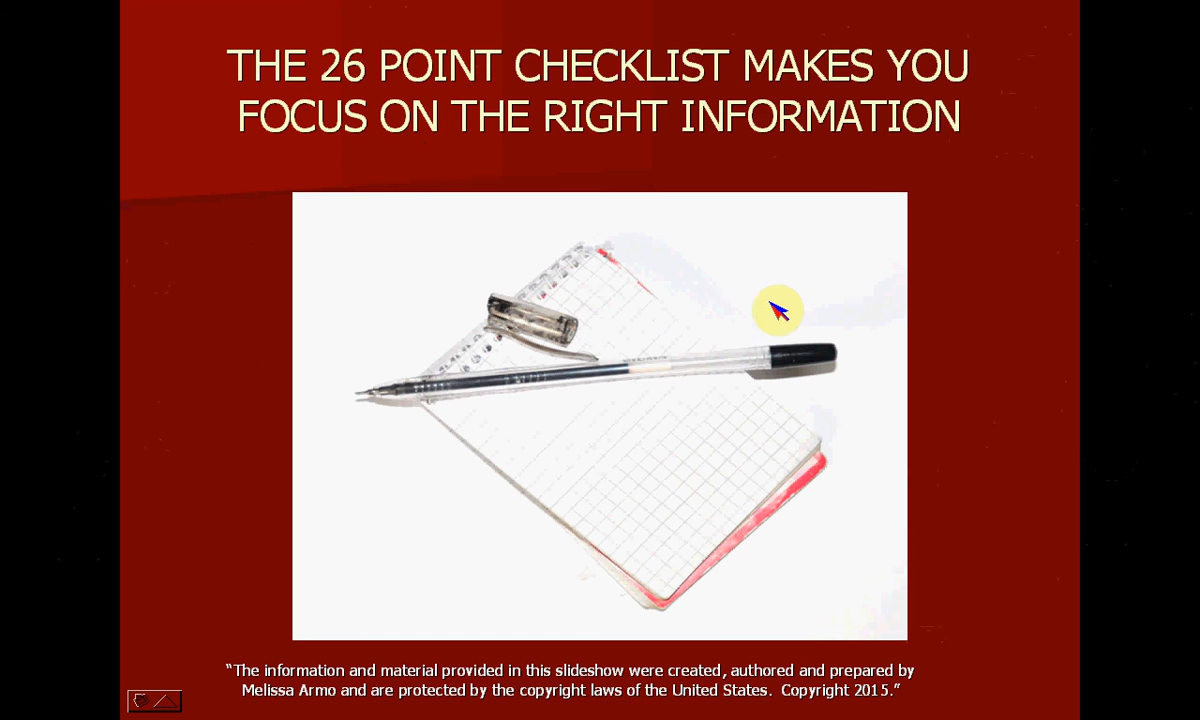 THE 26 POINT CHECKLIST MAKES YOU
FOCUS ON THE RIGHT INFORMATION
“The information and material provided in this slideshow were created, authored and prepared by
Melissa Armo and are protected by the copyright laws of the United States.  Copyright 2015.”